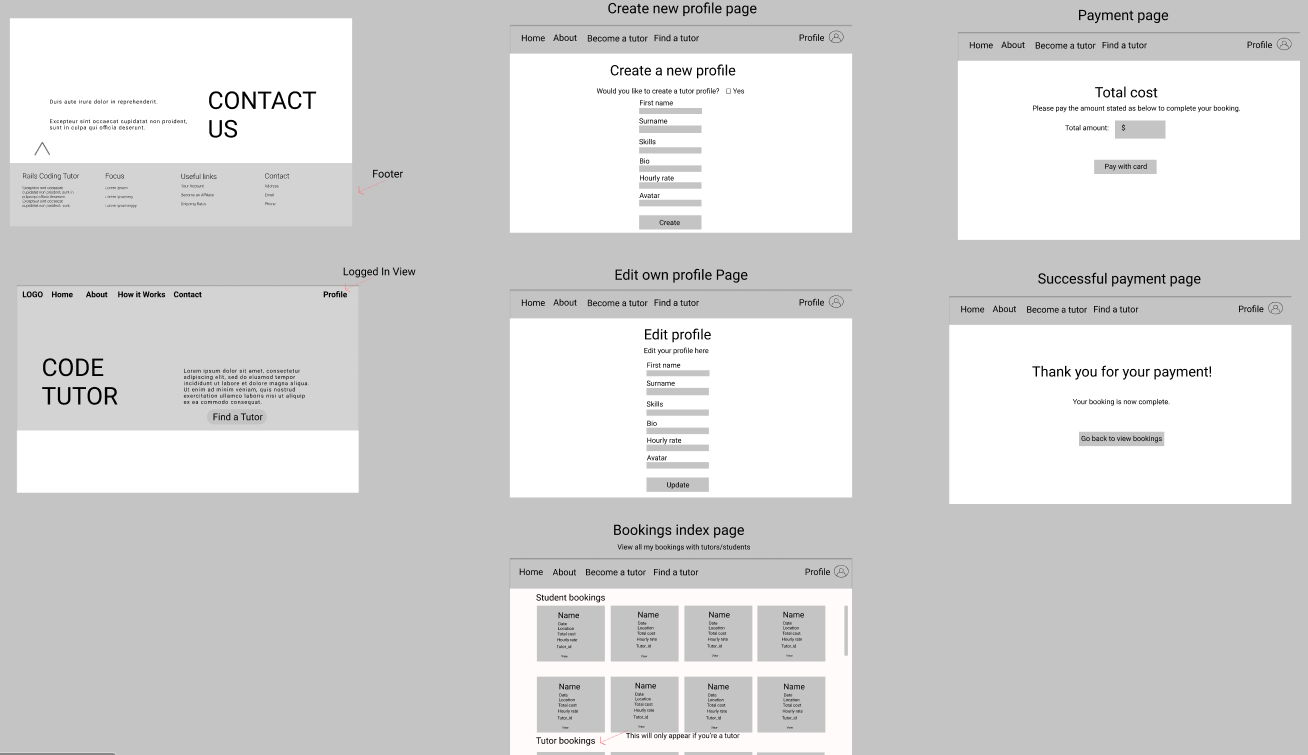 Duis aute irure dolor in reprehenderit.
Excepteur sint occaecat cupidatat non proident,
sunt in culpa qui officia deserunt.
CONTACT
US
Rails Coding Tutor
Focus
Useful links
Your Account
Become an Affiliate
Shipping Rates
Contact
Address
Email
Phone
Footer
Logged In View
LOGO Home About How it Works Contact Profile
CODE
TUTOR
Lorem ipsum dolor sit amet, consectetur
adipiscing elit, sed do eiusmod tempor
incididunt ut labore et dolore magna aliqua.
Ut enim ad minim veniam, quis nostrud
exercitation ullamco laboris nisi ut aliquip
ex ea commodo consequat.
Find a Tutor
Create new profile page
Home About Become a tutor Find a tutor Profile
Create a new profile
Would you like to create a tutor profile? Yes
First name
Surname
Skills
Bio
Hourly rate
Avatar
Create
Edit own profile Page
Home About Become a tutor Find a tutor Profile
Edit profile
Edit your profile here
First name
Surname
Skills
Bio
Hourly rate
Avatar
Update
Bookings index page
View all my bookings with tutors/students
Home About Become a tutor Find a tutor Profile
Student bookings
Name Name Name Name
Date Date Date Date
Location Location Location Location
Total cost Total cost Total cost Total cost
Hourly rate Hourly rate Hourly rate Hourly rate
Tutor_id Tutor_id Tutor_id Tutor_id
View View View View
Name Name Name Name
Date Date Date Date
Location Location Location Location
Total cost Total cost Total cost Total cost
Hourly rate Hourly rate Hourly rate Hourly rate
Tutor_id Tutor_id Tutor_id Tutor_id
View View View View
Tutor bookings
This will only appear if you're a tutor
Payment page
Home About Become a tutor Find a tutor Profile
Total cost
Please pay the amount stated as below to complete your booking.
Total amount: $
Pay with card
Successful payment page
Home About Become a tutor Find a tutor Profile
Thank you for your payment!
Your booking is now complete.
Go back to view bookings